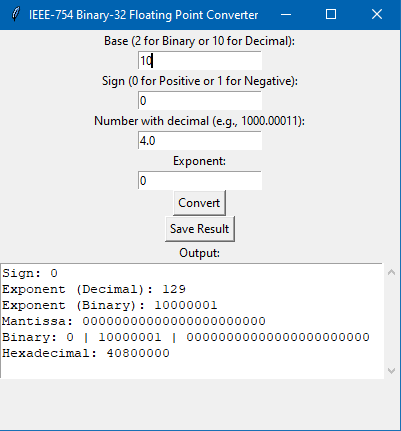 IEEE-754 Binary-32 Floating Point Converter
Base (2 for Binary or 10 for Decimal):
10
Sign (0 for Positive or 1 for Negative):
0
Number with decimal (e.g., 1000.00011):
4.0
Exponent:
0
Convert
Save Result
Output:
Sign: 0
Exponent (Decimal): 129
Exponent (Binary): 10000001
Mantissa: 00000000000000000000000
Binary: 0 | 10000001 | 00000000000000000000000
Hexadecimal: 40800000